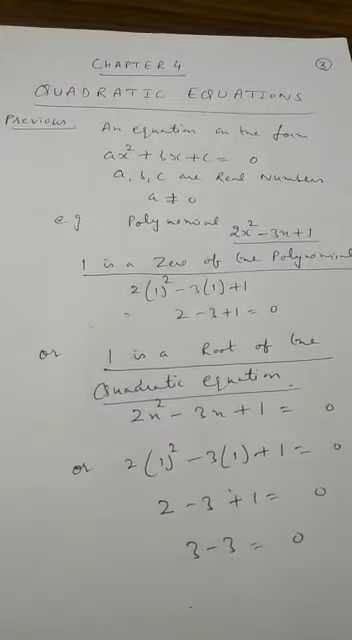 CHAPTER 4
②
QUADRATIC EQUATIONS
Previous: An equation in the form
ax² + bx + c = 0
a, b, c are Real Numbers
a ≠ 0
e g Polynomial 2x² - 3x + 1
1 is a Zero of the Polynomial
2(1)² - 3(1) + 1
= 2 - 3 + 1 = 0
or 1 is a Root of the
Quadratic equation.
2x² - 3x + 1 = 0
or 2(1)² - 3(1) + 1 = 0
2 - 3 + 1 = 0
3 - 3 = 0